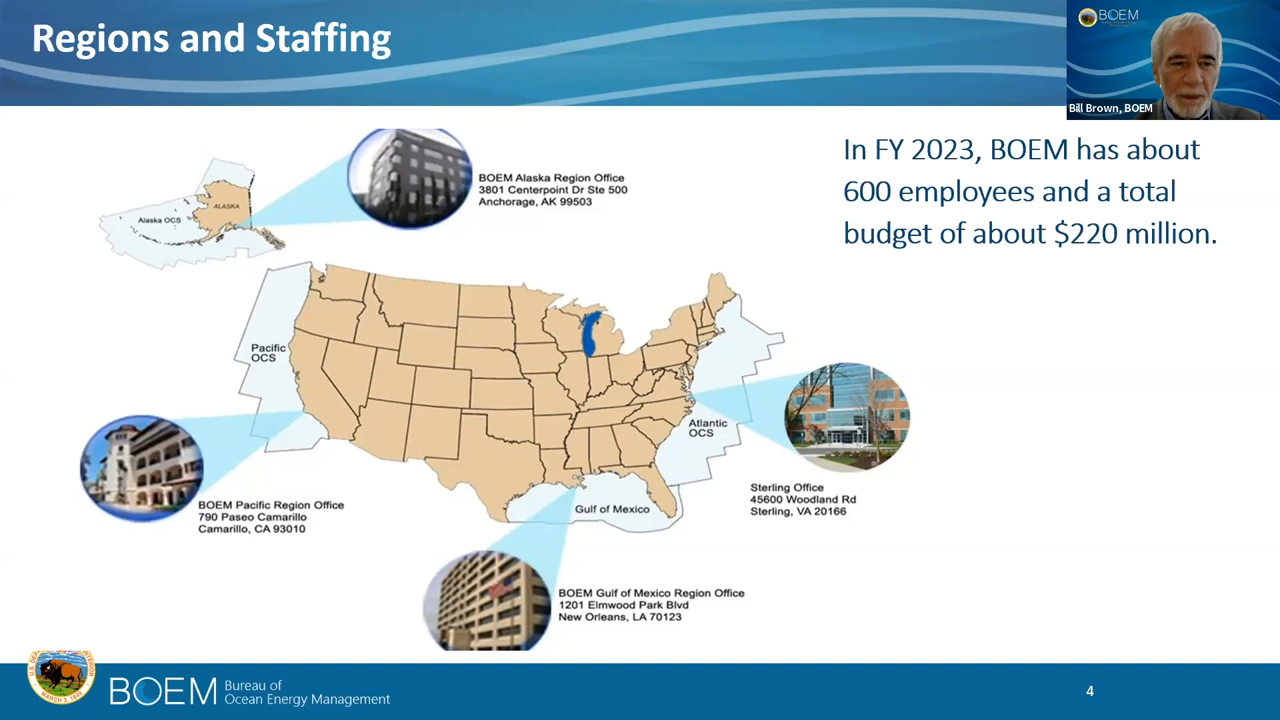 Regions and Staffing
BOEM
Bill Brown, BOEM
In FY 2023, BOEM has about
600 employees and a total
budget of about $220 million.
BOEM Alaska Region Office
3801 Centerpoint Dr Ste 500
Anchorage, AK 99503
ALASKA
Alaska OCS
Pacific
OCS
Atlantic
OCS
Gulf of Mexico
Sterling Office
45600 Woodland Rd
Sterling, VA 20166
BOEM Pacific Region Office
790 Paseo Camarillo
Camarillo, CA 93010
BOEM Gulf of Mexico Region Office
1201 Elmwood Park Blvd
New Orleans, LA 70123
MARCH 3, 1849
BOEM
Bureau of
Ocean Energy Management
4